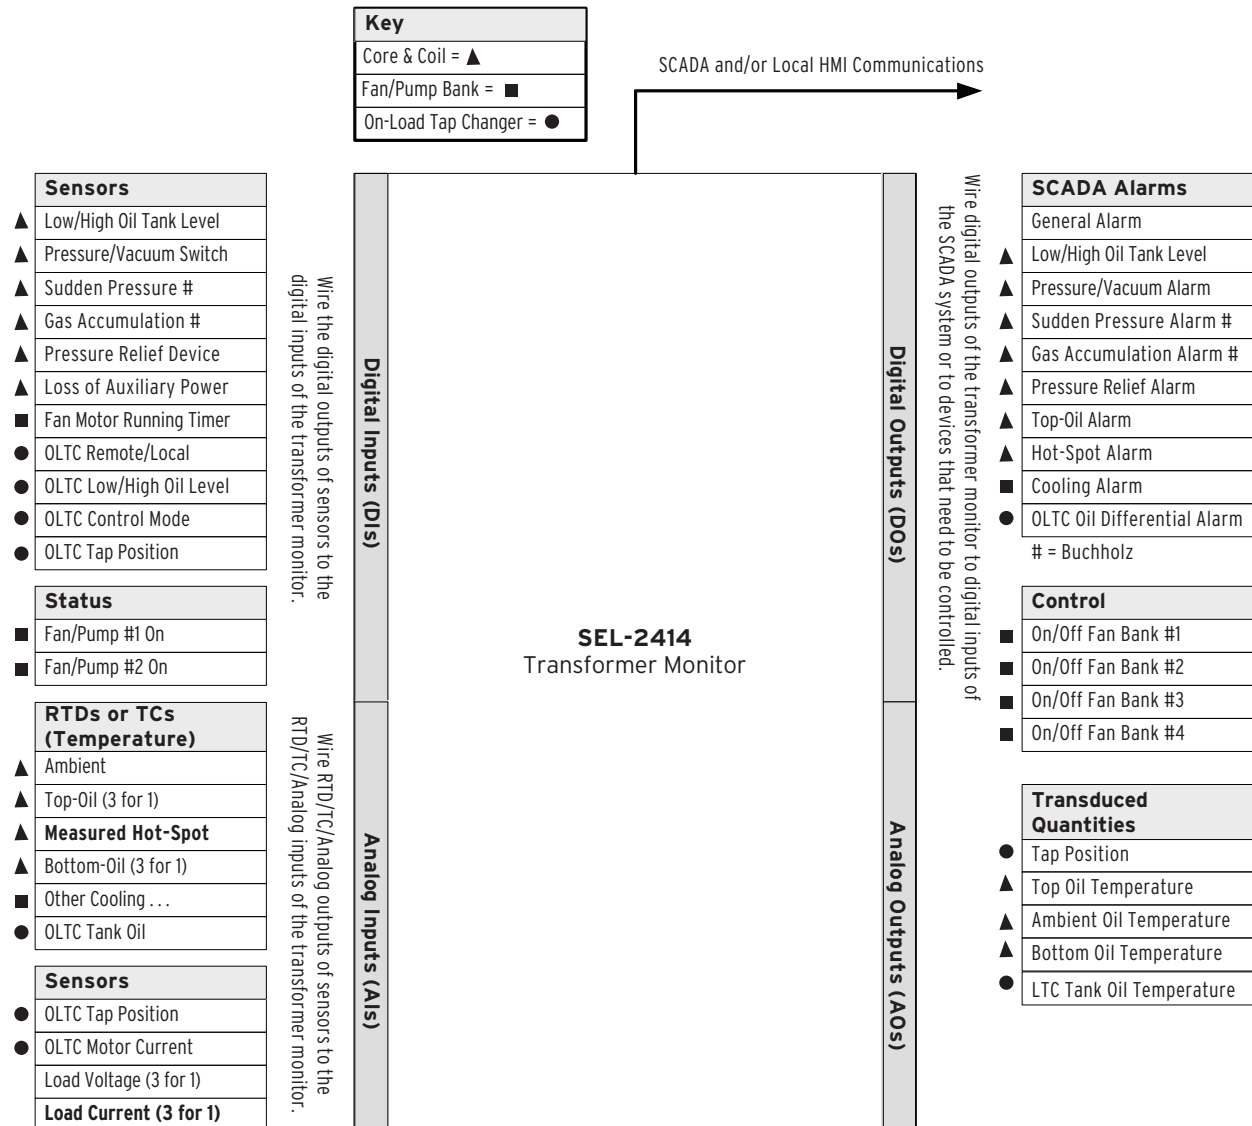 Key
Core & Coil = ▲
Fan/Pump Bank = ■
On-Load Tap Changer = ●
SCADA and/or Local HMI Communications
Sensors
▲ Low/High Oil Tank Level
▲ Pressure/Vacuum Switch
▲ Sudden Pressure #
▲ Gas Accumulation #
▲ Pressure Relief Device
▲ Loss of Auxiliary Power
■ Fan Motor Running Timer
● OLTC Remote/Local
● OLTC Low/High Oil Level
● OLTC Control Mode
● OLTC Tap Position
Status
■ Fan/Pump #1 On
■ Fan/Pump #2 On
Wire the digital outputs of sensors to the
digital inputs of the transformer monitor.
Digital Inputs (DIs)
RTDs or TCs
(Temperature)
▲ Ambient
▲ Top-Oil (3 for 1)
▲ Measured Hot-Spot
▲ Bottom-Oil (3 for 1)
■ Other Cooling . . .
● OLTC Tank Oil
Sensors
● OLTC Tap Position
● OLTC Motor Current
Load Voltage (3 for 1)
Load Current (3 for 1)
Wire RTD/TC/Analog outputs of sensors to the
RTD/TC/Analog inputs of the transformer monitor.
Analog Inputs (AIs)
SEL-2414
Transformer Monitor
Digital Outputs (DOs)
Analog Outputs (AOs)
Wire digital outputs of the transformer monitor to digital inputs of
the SCADA system or to devices that need to be controlled.
SCADA Alarms
General Alarm
▲ Low/High Oil Tank Level
▲ Pressure/Vacuum Alarm
▲ Sudden Pressure Alarm #
▲ Gas Accumulation Alarm #
▲ Pressure Relief Alarm
▲ Top-Oil Alarm
▲ Hot-Spot Alarm
■ Cooling Alarm
● OLTC Oil Differential Alarm
# = Buchholz
Control
■ On/Off Fan Bank #1
■ On/Off Fan Bank #2
■ On/Off Fan Bank #3
■ On/Off Fan Bank #4
Transduced
Quantities
● Tap Position
▲ Top Oil Temperature
▲ Ambient Oil Temperature
▲ Bottom Oil Temperature
● LTC Tank Oil Temperature